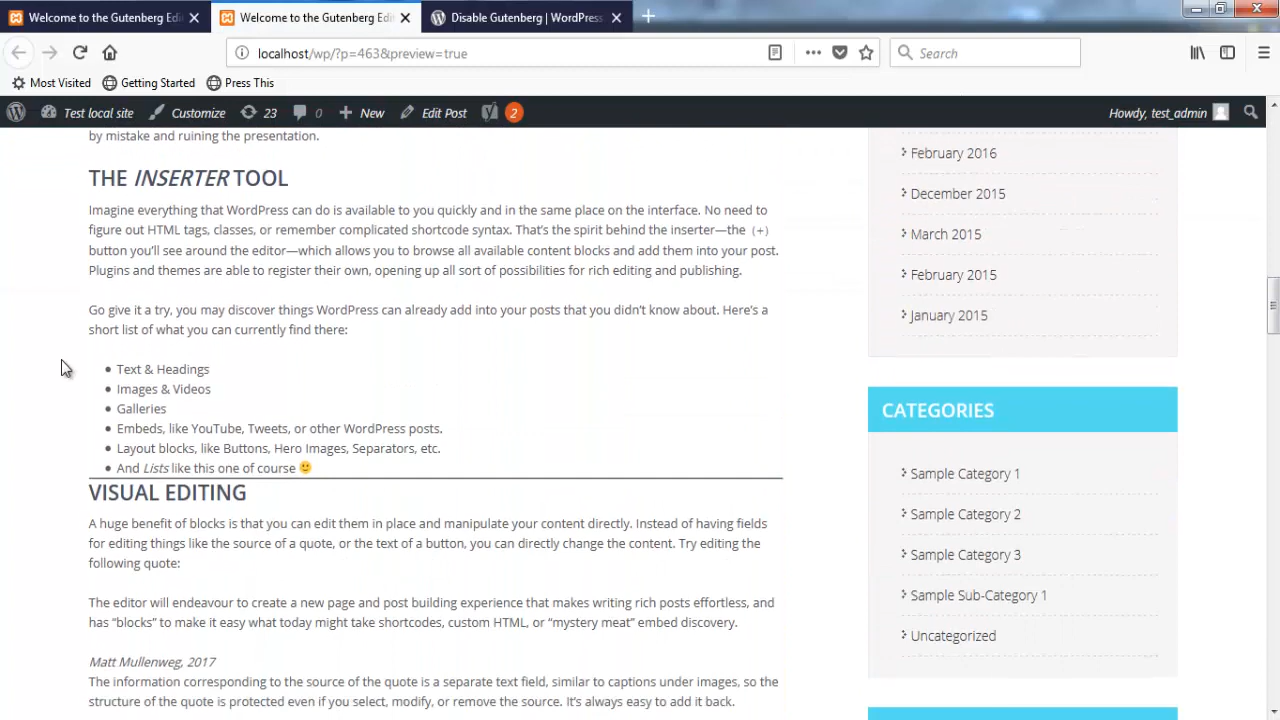 Welcome to the Gutenberg Edi
Welcome to the Gutenberg Edi
Disable Gutenberg | WordPress
localhost/wp/?p=463&preview=true
Search
Most Visited
Getting Started
Press This
Test local site
Customize
23
0
New
Edit Post
2
Howdy, test_admin
by mistake and ruining the presentation.
THE INSERTER TOOL
Imagine everything that WordPress can do is available to you quickly and in the same place on the interface. No need to
figure out HTML tags, classes, or remember complicated shortcode syntax. That's the spirit behind the inserter—the (+)
button you'll see around the editor—which allows you to browse all available content blocks and add them into your post.
Plugins and themes are able to register their own, opening up all sort of possibilities for rich editing and publishing.
Go give it a try, you may discover things WordPress can already add into your posts that you didn't know about. Here's a
short list of what you can currently find there:
Text & Headings
Images & Videos
Galleries
Embeds, like YouTube, Tweets, or other WordPress posts.
Layout blocks, like Buttons, Hero Images, Separators, etc.
And Lists like this one of course 🙂
VISUAL EDITING
A huge benefit of blocks is that you can edit them in place and manipulate your content directly. Instead of having fields
for editing things like the source of a quote, or the text of a button, you can directly change the content. Try editing the
following quote:
The editor will endeavour to create a new page and post building experience that makes writing rich posts effortless, and
has "blocks" to make it easy what today might take shortcodes, custom HTML, or "mystery meat" embed discovery.
Matt Mullenweg, 2017
The information corresponding to the source of the quote is a separate text field, similar to captions under images, so the
structure of the quote is protected even if you select, modify, or remove the source. It's always easy to add it back.
February 2016
December 2015
March 2015
February 2015
January 2015
CATEGORIES
Sample Category 1
Sample Category 2
Sample Category 3
Sample Sub-Category 1
Uncategorized